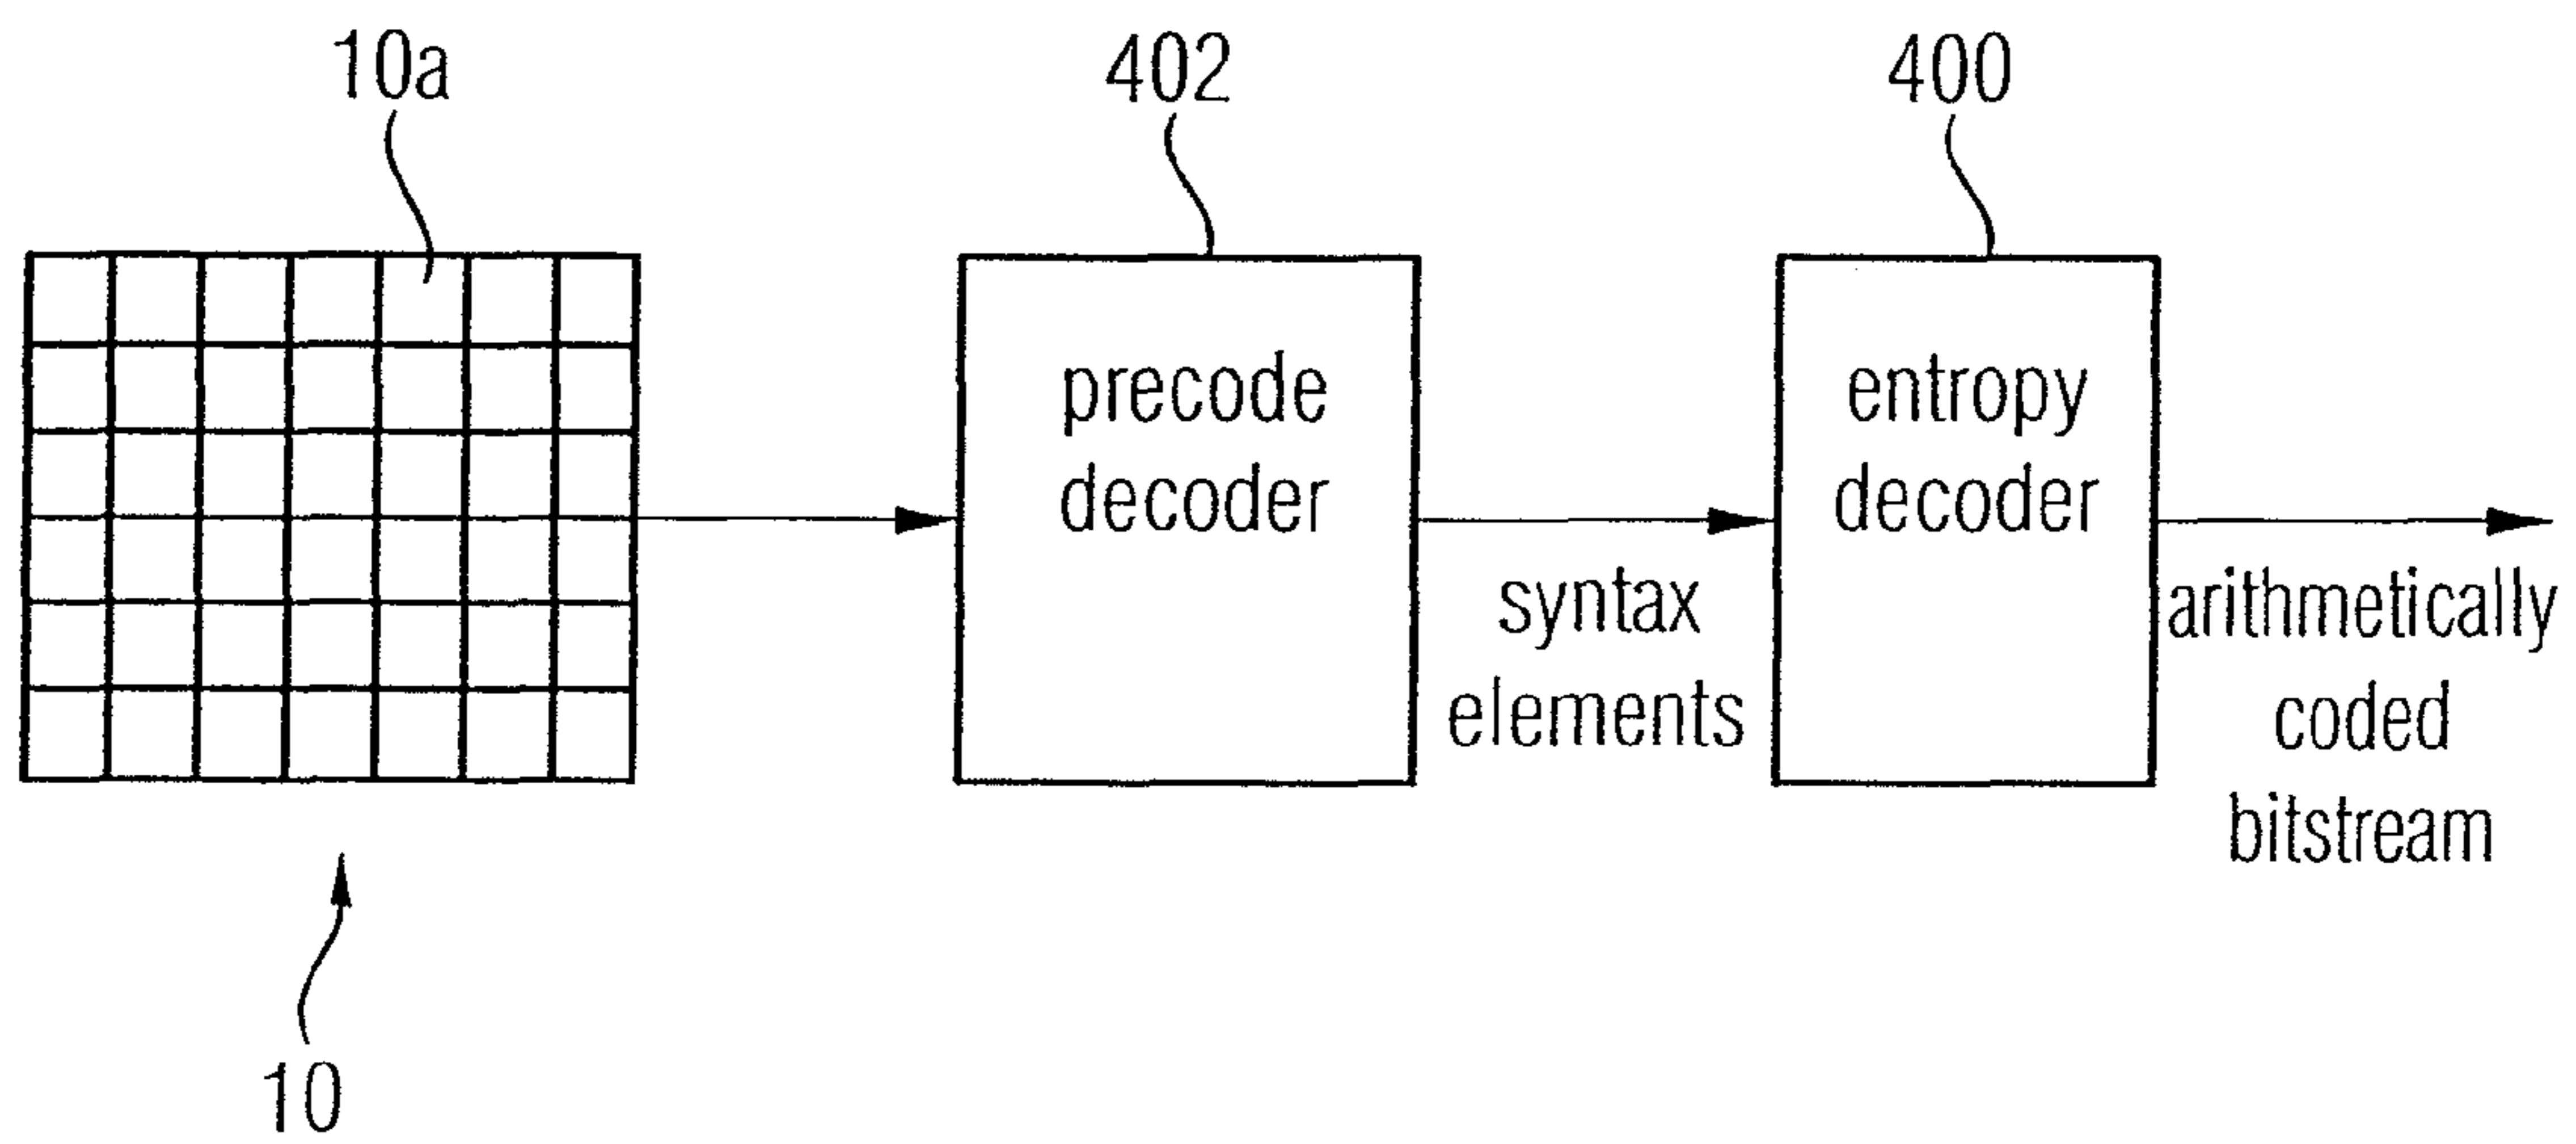 10a
402
400
precode
decoder
entropy
decoder
syntax
elements
arithmetically
coded
bitstream
10